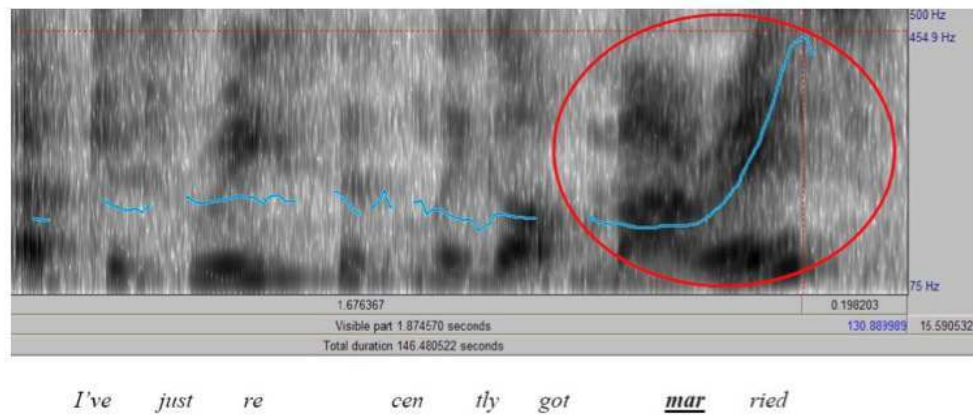 500 Hz
454.9 Hz
75 Hz
1.676367 0.198203
Visible part 1.874570 seconds 130.889989 15.590532
Total duration 146.480522 seconds
I've just re cen tly got mar ried